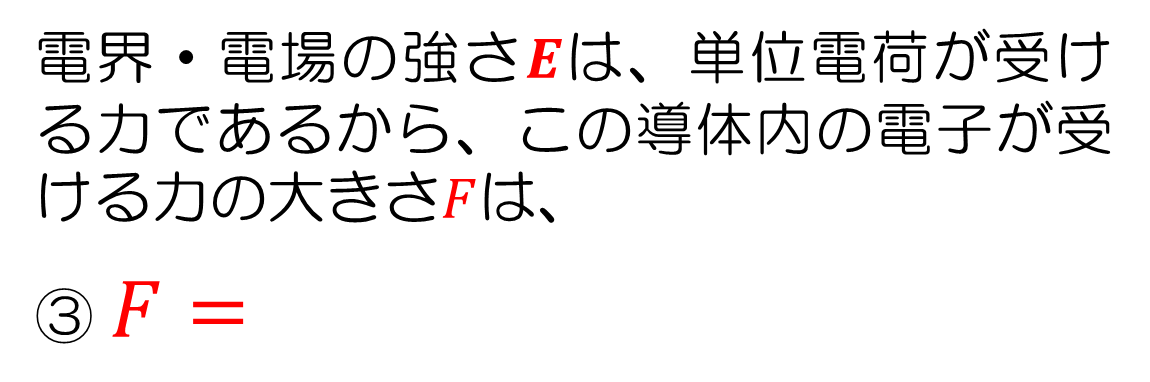 電界・電場の強さEは、単位電荷が受け
る力であるから、この導体内の電子が受
ける力の大きさFは、
③ F =